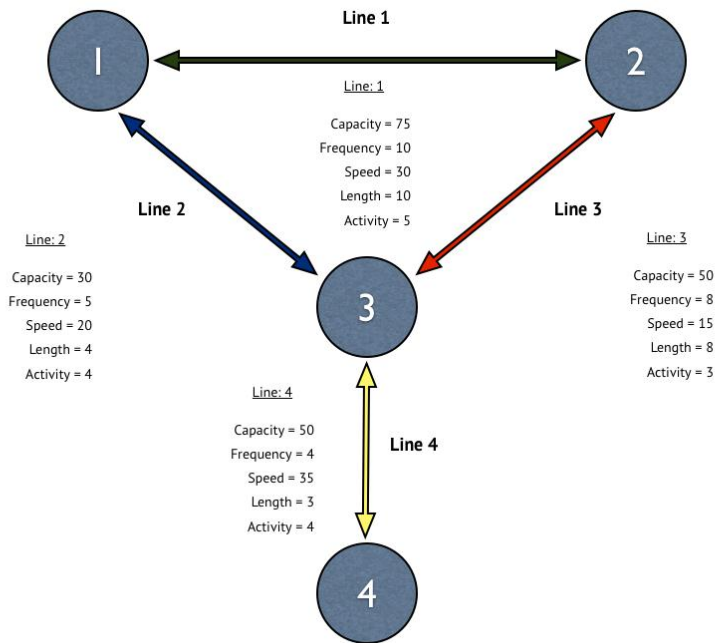 Line 1
1
2
Line: 1
Capacity = 75
Frequency = 10
Speed = 30
Length = 10
Activity = 5
Line 2
Line 3
Line: 2
Capacity = 30
Frequency = 5
Speed = 20
Length = 4
Activity = 4
Line: 3
Capacity = 50
Frequency = 8
Speed = 15
Length = 8
Activity = 3
3
Line: 4
Capacity = 50
Frequency = 4
Speed = 35
Length = 3
Activity = 4
Line 4
4